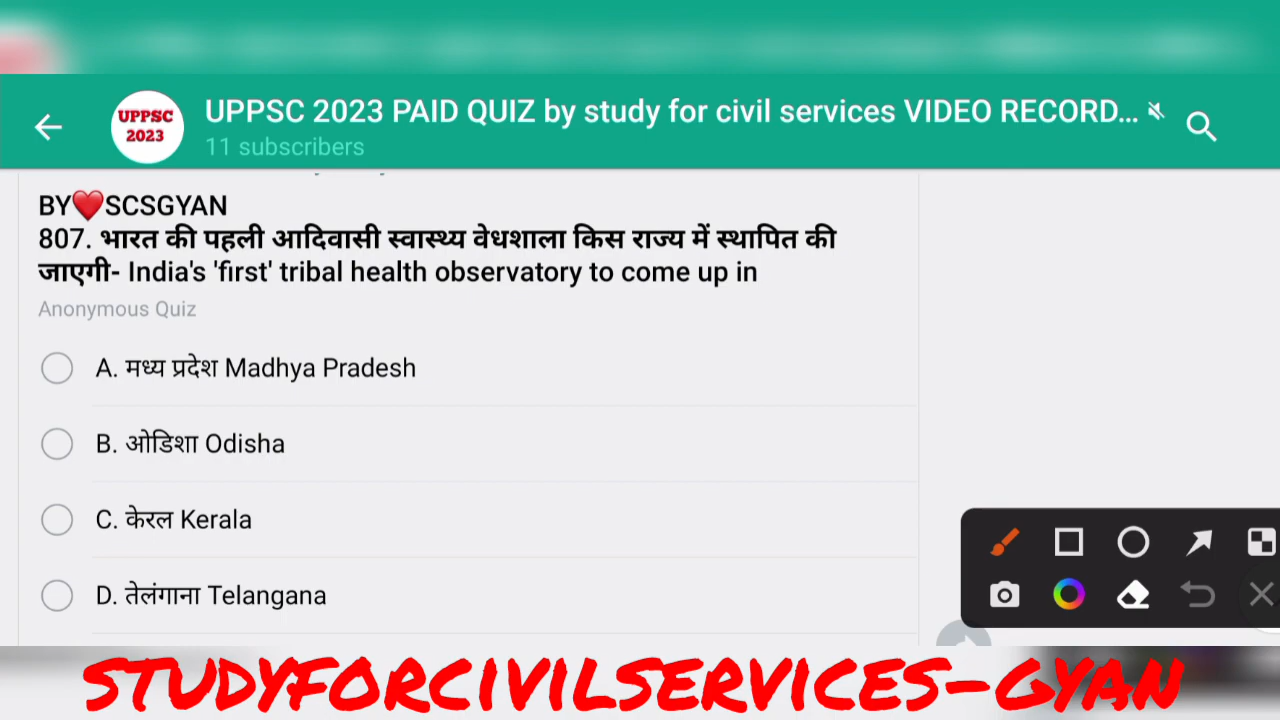 UPPSC
2023
UPPSC 2023 PAID QUIZ by study for civil services VIDEO RECORD...
11 subscribers
BY❤️SCSGYAN
807. भारत की पहली आदिवासी स्वास्थ्य वेधशाला किस राज्य में स्थापित की
जाएगी- India's 'first' tribal health observatory to come up in
Anonymous Quiz
A. मध्य प्रदेश Madhya Pradesh
B. ओडिशा Odisha
C. केरल Kerala
D. तेलंगाना Telangana
STUDYFORCIVILSERVICES-GYAN